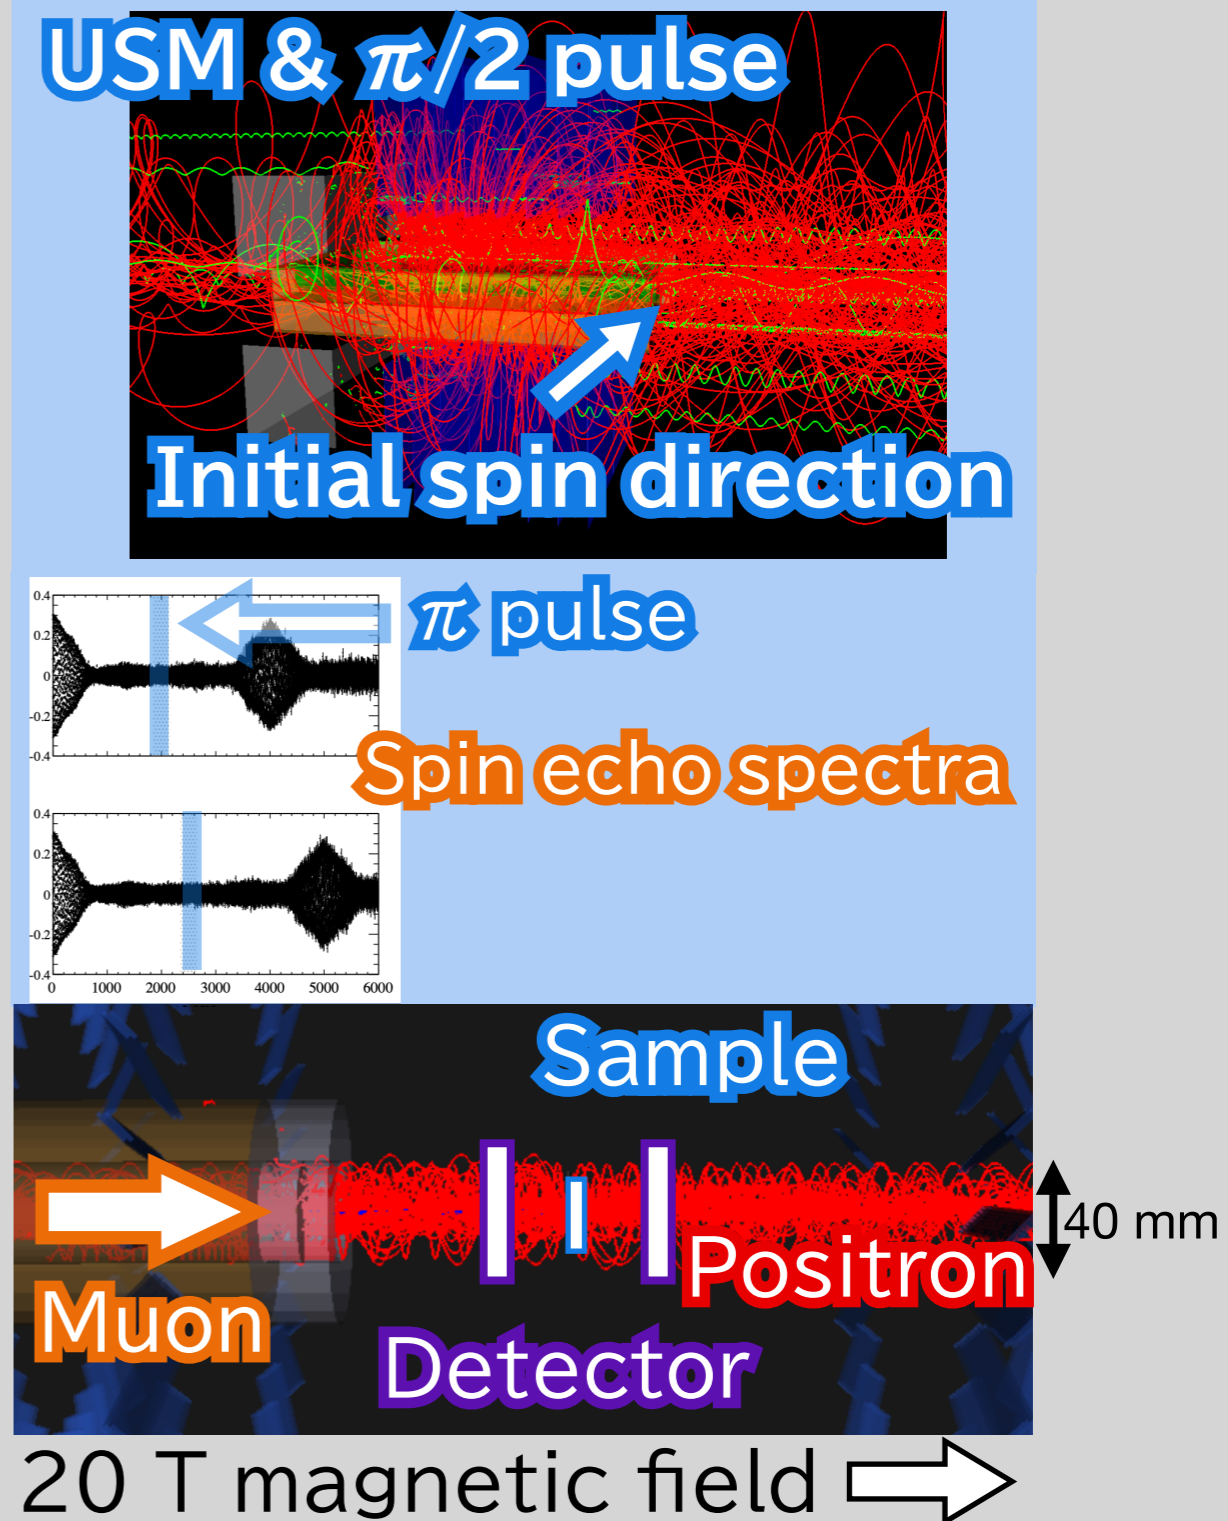 USM & π/2 pulse
Initial spin direction
π pulse
0.4
0.2
0
-0.2
-0.4
Spin echo spectra
0.4
0.2
0
-0.2
-0.4
0 1000 2000 3000 4000 5000 6000
Sample
40 mm
Positron
Muon
Detector
20 T magnetic field